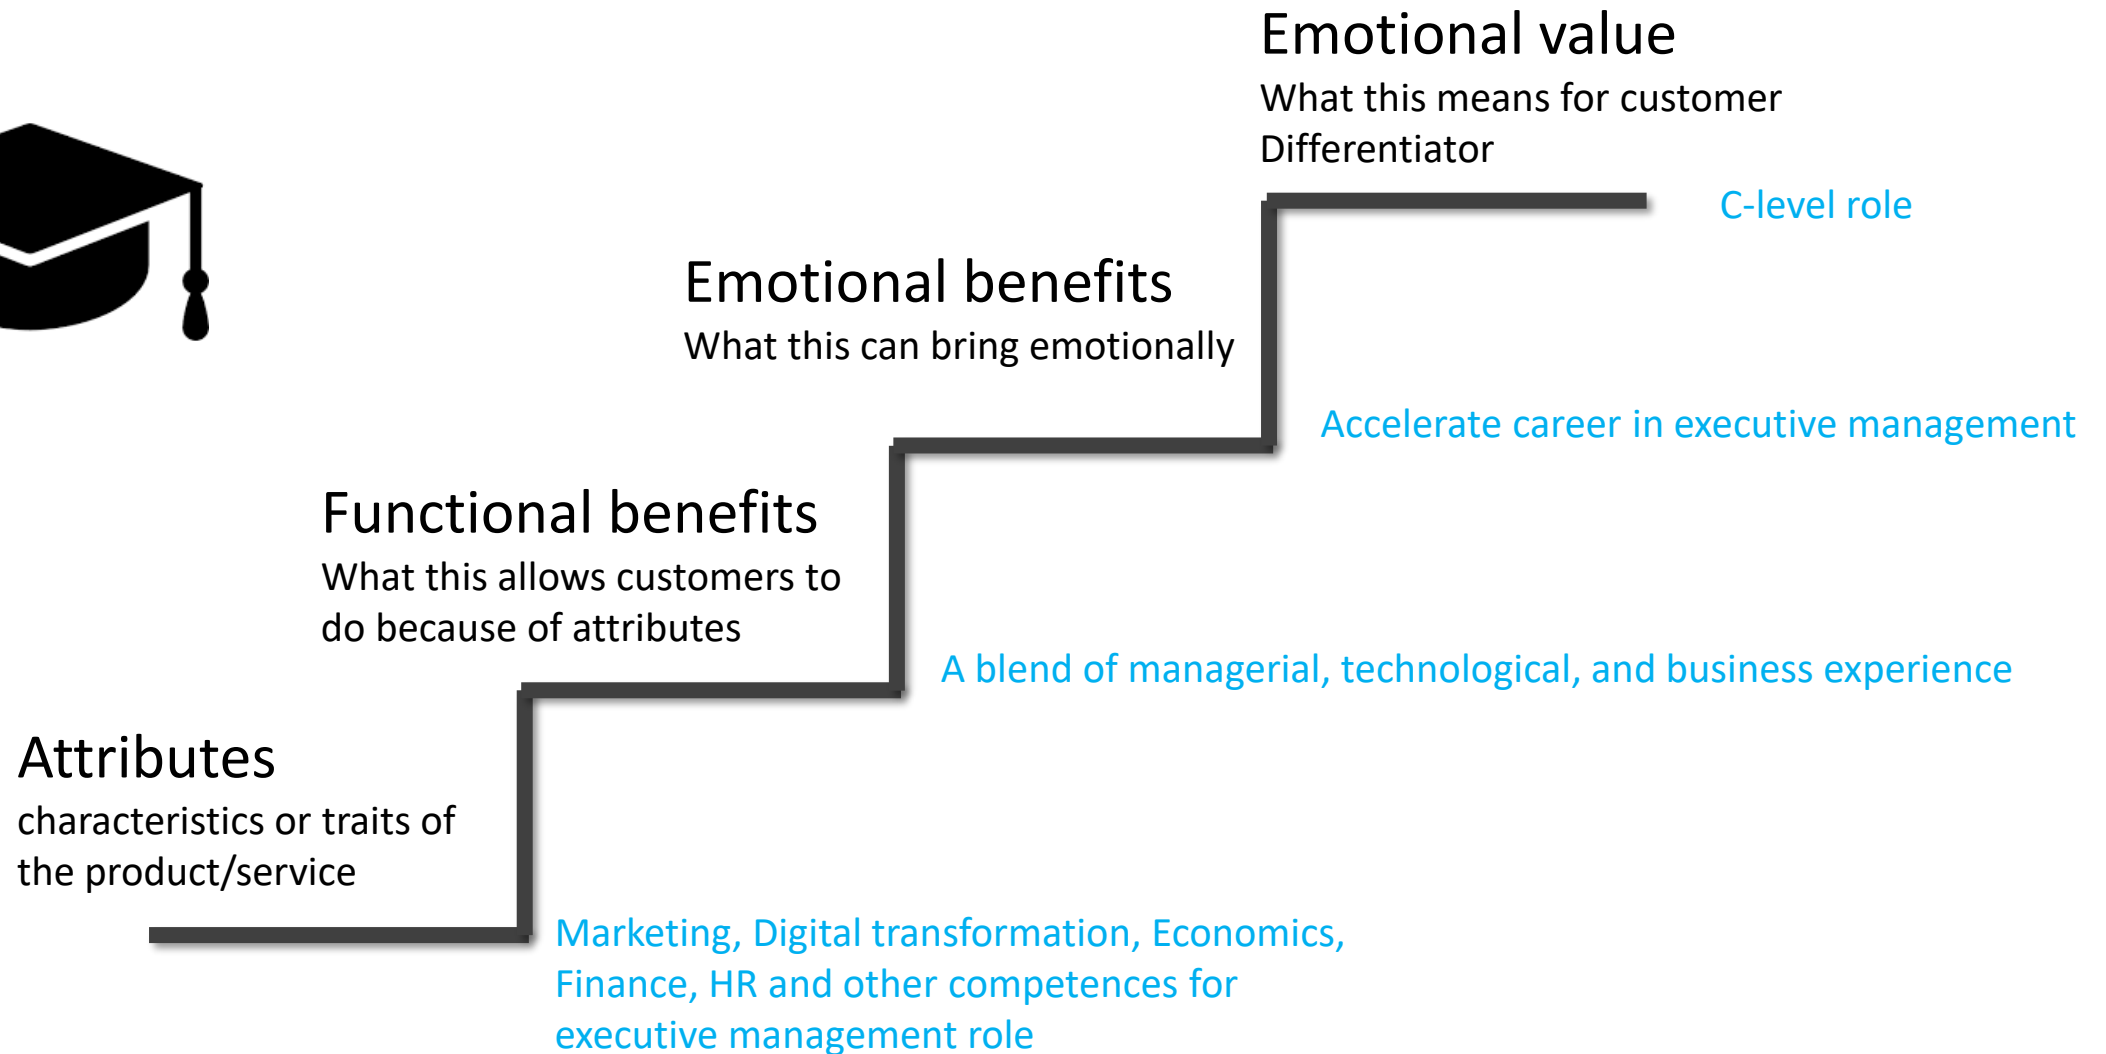 Emotional value
What this means for customer
Differentiator
C-level role
Emotional benefits
What this can bring emotionally
Accelerate career in executive management
Functional benefits
What this allows customers to
do because of attributes
A blend of managerial, technological, and business experience
Attributes
characteristics or traits of
the product/service
Marketing, Digital transformation, Economics,
Finance, HR and other competences for
executive management role